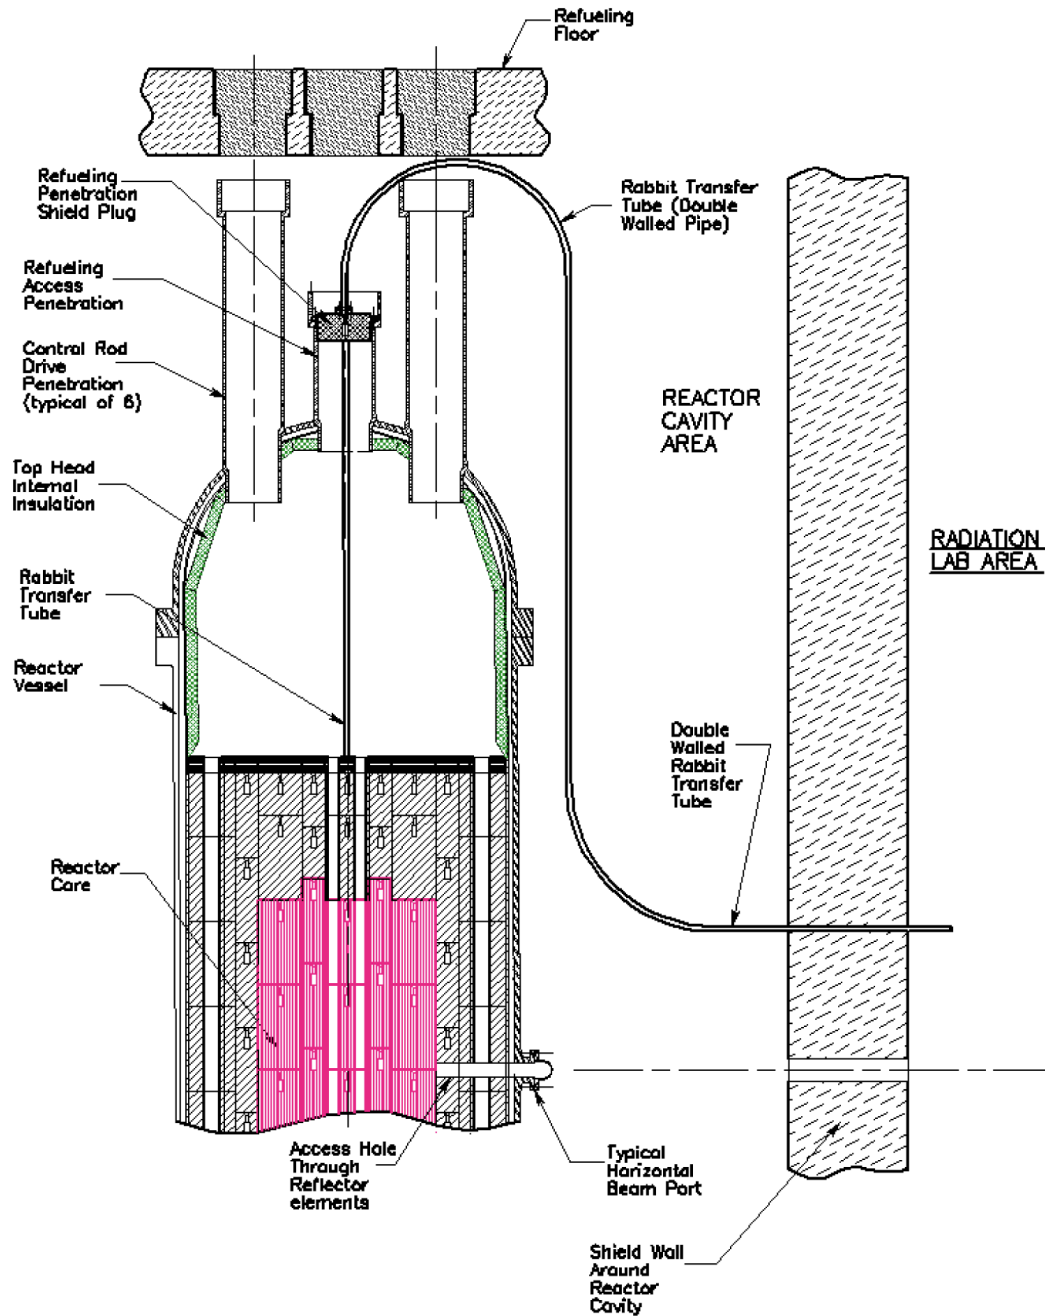 Refueling
Floor
Refueling
Penetration
Shield Plug
Rabbit Transfer
Tube (Double
Walled Pipe)
Refueling
Access
Penetration
Control Rod
Drive
Penetration
(typical of 6)
REACTOR
CAVITY
AREA
Top Head
Internal
Insulation
RADIATION
LAB AREA
Rabbit
Transfer
Tube
Reactor
Vessel
Double
Walled
Rabbit
Transfer
Tube
Reactor
Core
Access Hole
Through
Reflector
elements
Typical
Horizontal
Beam Port
Shield Wall
Around
Reactor
Cavity